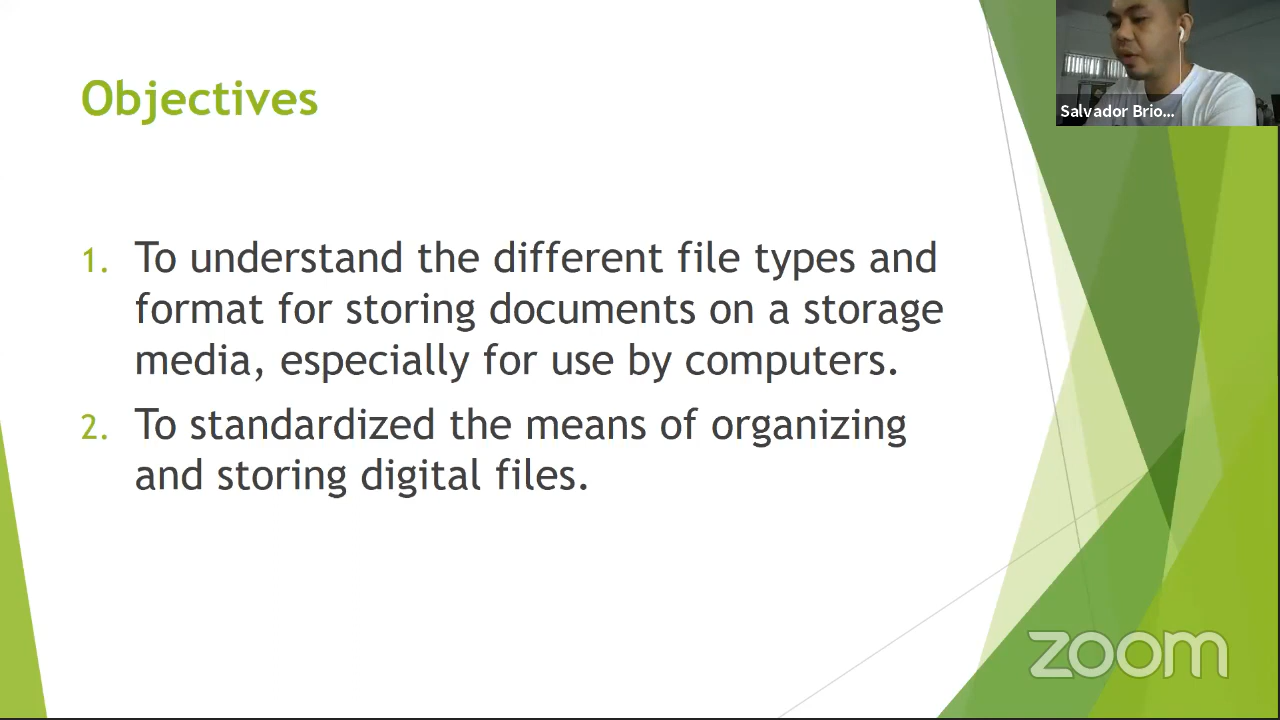 Objectives
Salvador Brio...
1. To understand the different file types and
format for storing documents on a storage
media, especially for use by computers.
2. To standardized the means of organizing
and storing digital files.
zoom